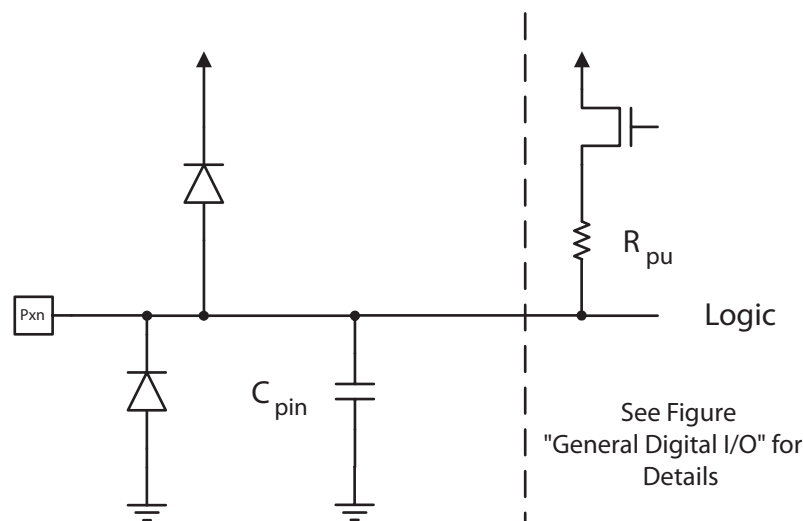 R pu
Pxn
Logic
C pin
See Figure
"General Digital I/O" for
Details